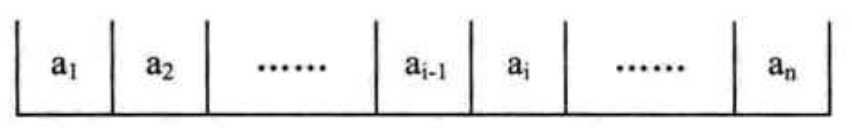 a₁ a₂ …… aᵢ₋₁ aᵢ …… aₙ